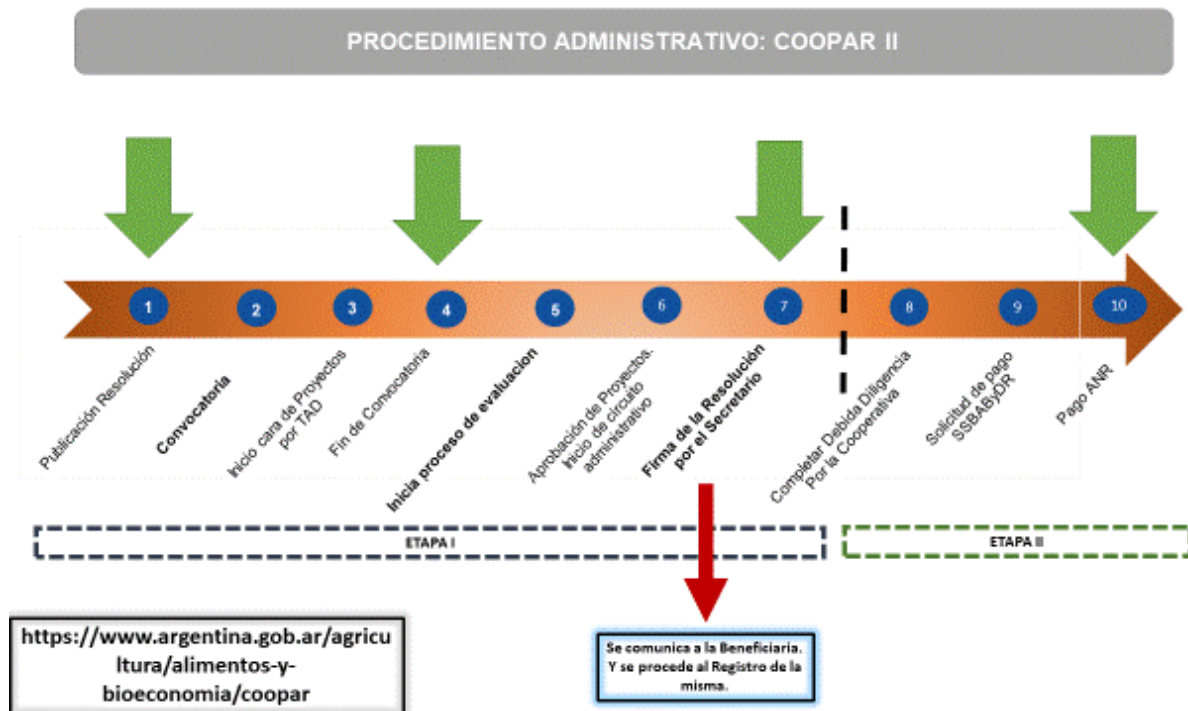 PROCEDIMIENTO ADMINISTRATIVO: COOPAR II
1
2
3
4
5
6
7
8
9
10
Publicación Resolución
Convocatoria
Inicio cara de Proyectos
por TAD
Fin de Convocatoria
Inicia proceso de evaluacion
Aprobación de Proyectos.
Inicio de circuito
administrativo
Firma de la Resolución
por el Secretario
Completar Debida Diligencia
Por la Cooperativa
Solicitud de pago
SSBAByDR
Pago ANR
ETAPA I
ETAPA II
https://www.argentina.gob.ar/agricu
ltura/alimentos-y-
bioeconomia/coopar
Se comunica a la Beneficiaria.
Y se procede al Registro de la
misma.